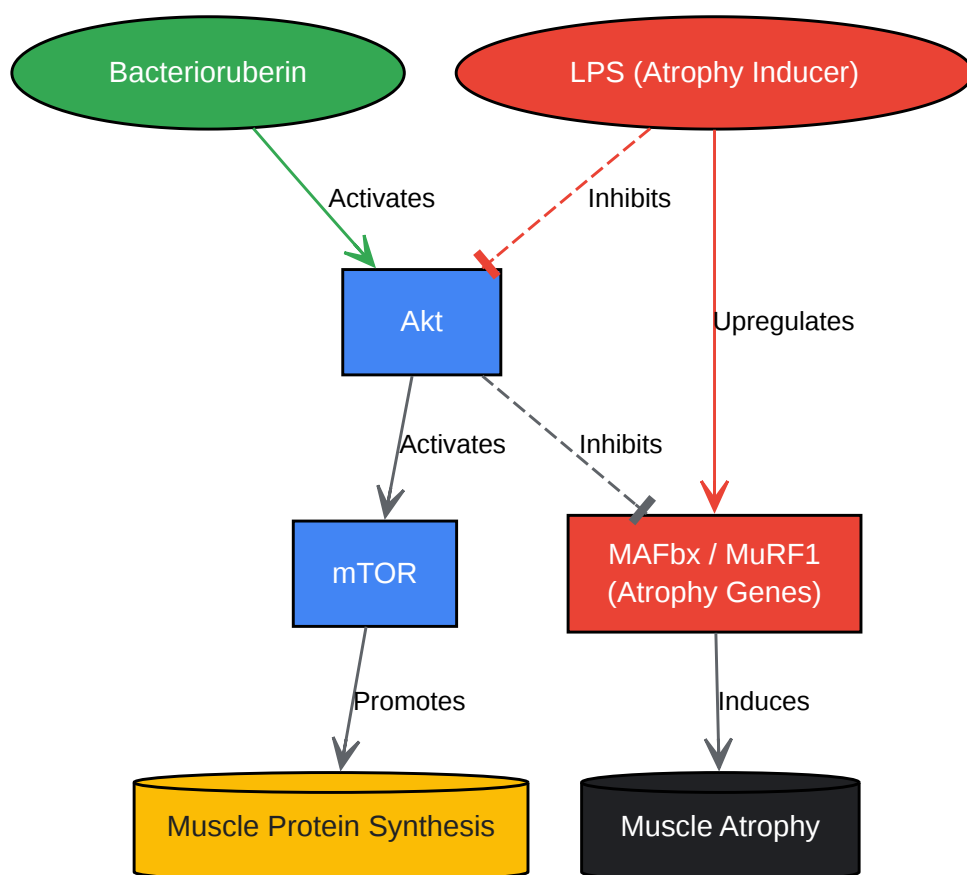 Bacterioruberin
LPS (Atrophy Inducer)
Activates
Inhibits
Akt
Upregulates
Activates
Inhibits
mTOR
MAFbx / MuRF1
(Atrophy Genes)
Promotes
Induces
Muscle Protein Synthesis
Muscle Atrophy